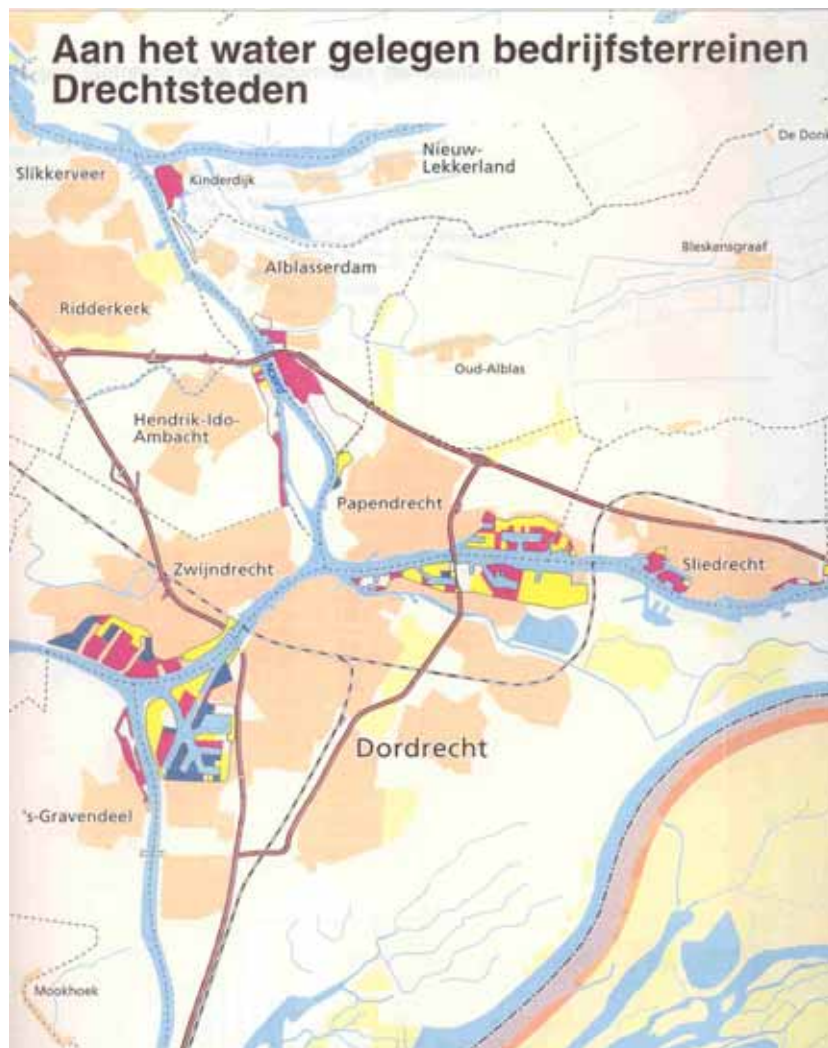 Aan het water gelegen bedrijfsterreinen
Drechtsteden
De Donk
Nieuw-
Lekkerland
Slikkerveer
Kinderdijk
Bleskensgraaf
Alblasserdam
Ridderkerk
Oud-Alblas
Noord
Hendrik-Ido-
Ambacht
Papendrecht
Zwijndrecht
Sliedrecht
Dordrecht
's-Gravendeel
Mookhoek